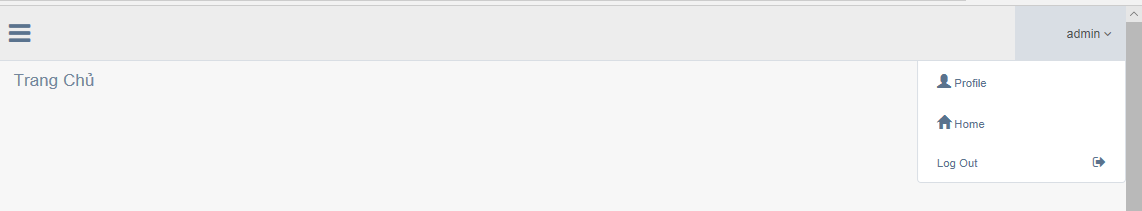 admin
Trang Chủ
Profile
Home
Log Out